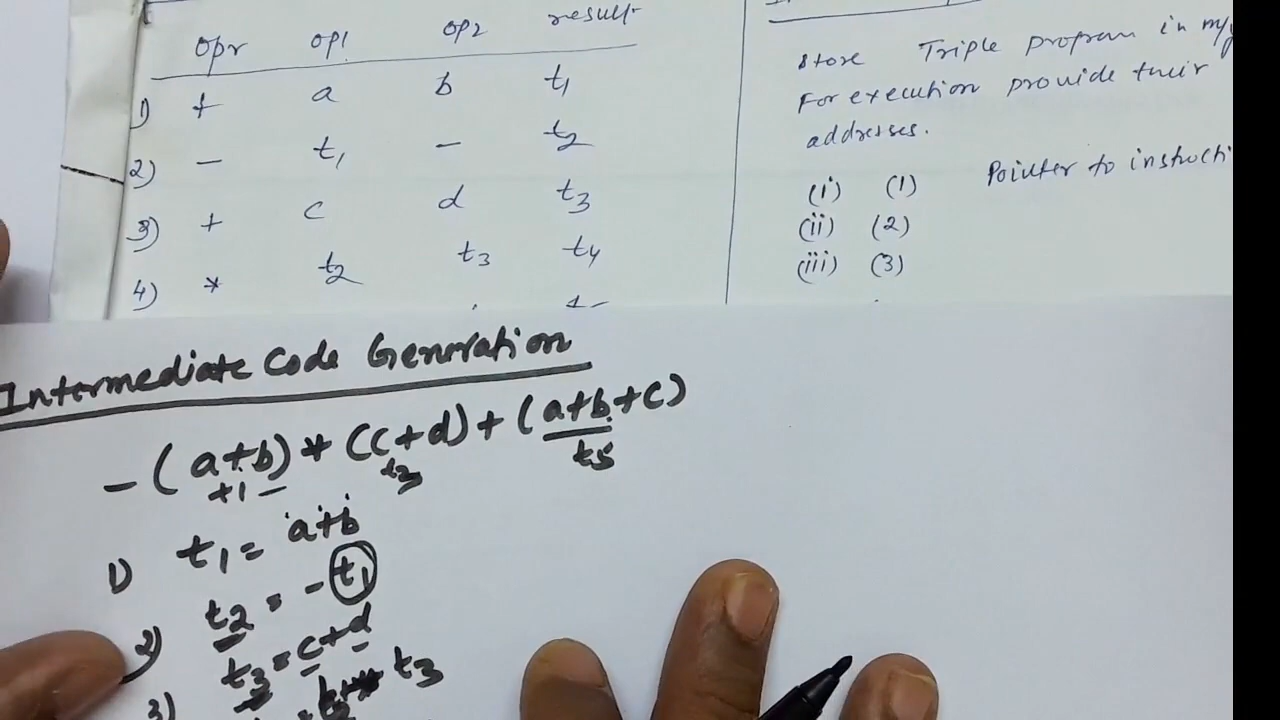 opr op1 op2 result
1) + a b t1
2) - t1 - t2
3) + c d t3
4) * t2 t3 t4
store Triple program in
For execution provide their
addresses.
(i) (1) Pointer to instructi
(ii) (2)
(iii) (3)
Intermediate Code Generation
-(a+b)*(c+d)+(a+b+c)
t1 t3 t5
1) t1 = a+b
2) t2 = -t1
3) t3 = c+d
* t3